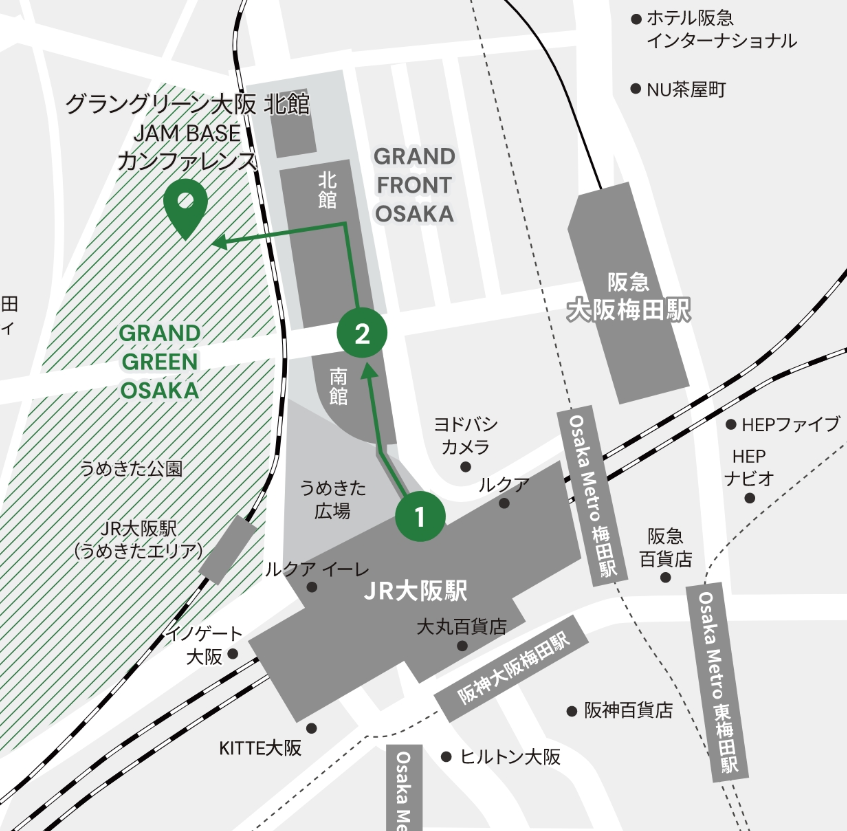 ホテル阪急
インターナショナル
NU茶屋町
グラングリーン大阪 北館
JAM BASE
カンファレンス
GRAND
FRONT
OSAKA
北館
阪急
大阪梅田駅
田
ィ
GRAND
GREEN
OSAKA
2
南館
ヨドバシ
カメラ
HEPファイブ
HEP
ナビオ
うめきた公園
うめきた
広場
ルクア
1
Osaka Metro 梅田駅
JR大阪駅
(うめきたエリア)
阪急
百貨店
ルクア イーレ
JR大阪駅
大丸百貨店
イノゲート
大阪
阪神大阪梅田駅
Osaka Metro 東梅田駅
阪神百貨店
KITTE大阪
ヒルトン大阪
Osaka Me